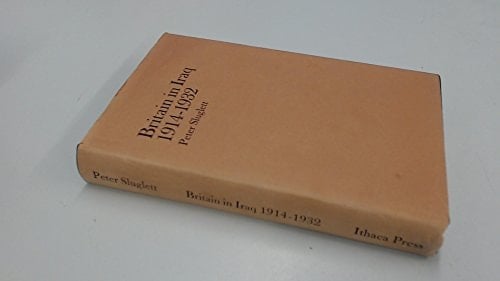 Britain in Iraq
1914-1932
Peter Sluglett
Peter Sluglett
Britain in Iraq 1914-1932
Ithaca Press